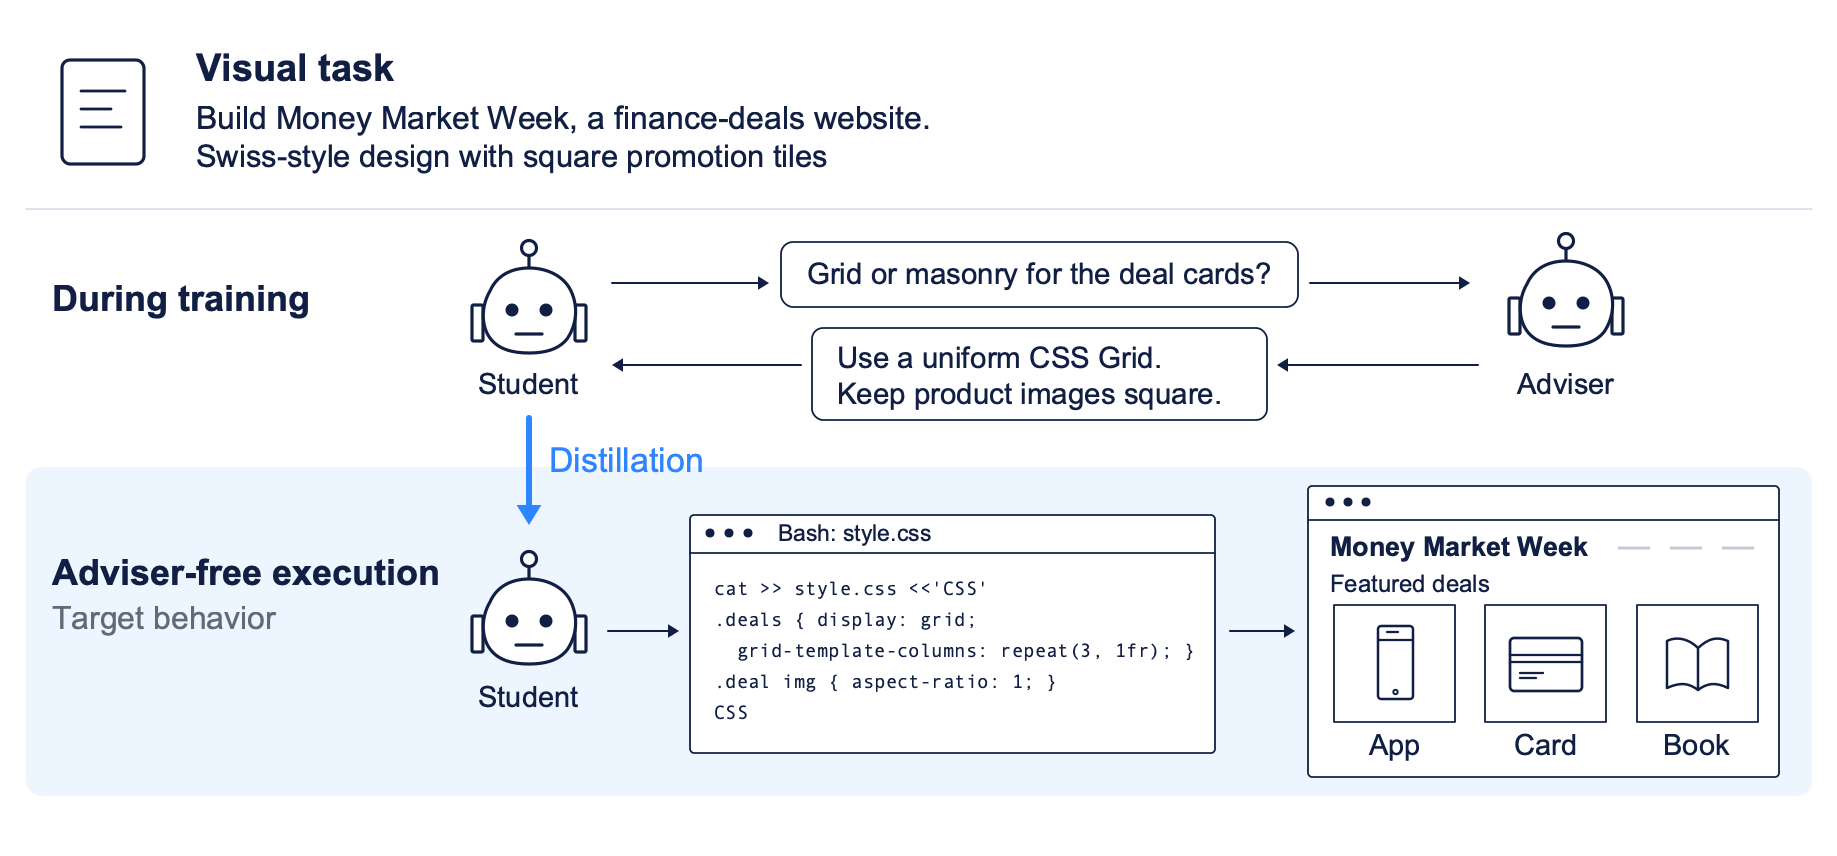 Visual task
Build Money Market Week, a finance-deals website.
Swiss-style design with square promotion tiles
During training
Student
Grid or masonry for the deal cards?
Use a uniform CSS Grid.
Keep product images square.
Adviser
Distillation
Adviser-free execution
Target behavior
Student
Bash: style.css
cat >> style.css <<'CSS'
.deals { display: grid;
  grid-template-columns: repeat(3, 1fr); }
.deal img { aspect-ratio: 1; }
CSS
Money Market Week
Featured deals
App
Card
Book